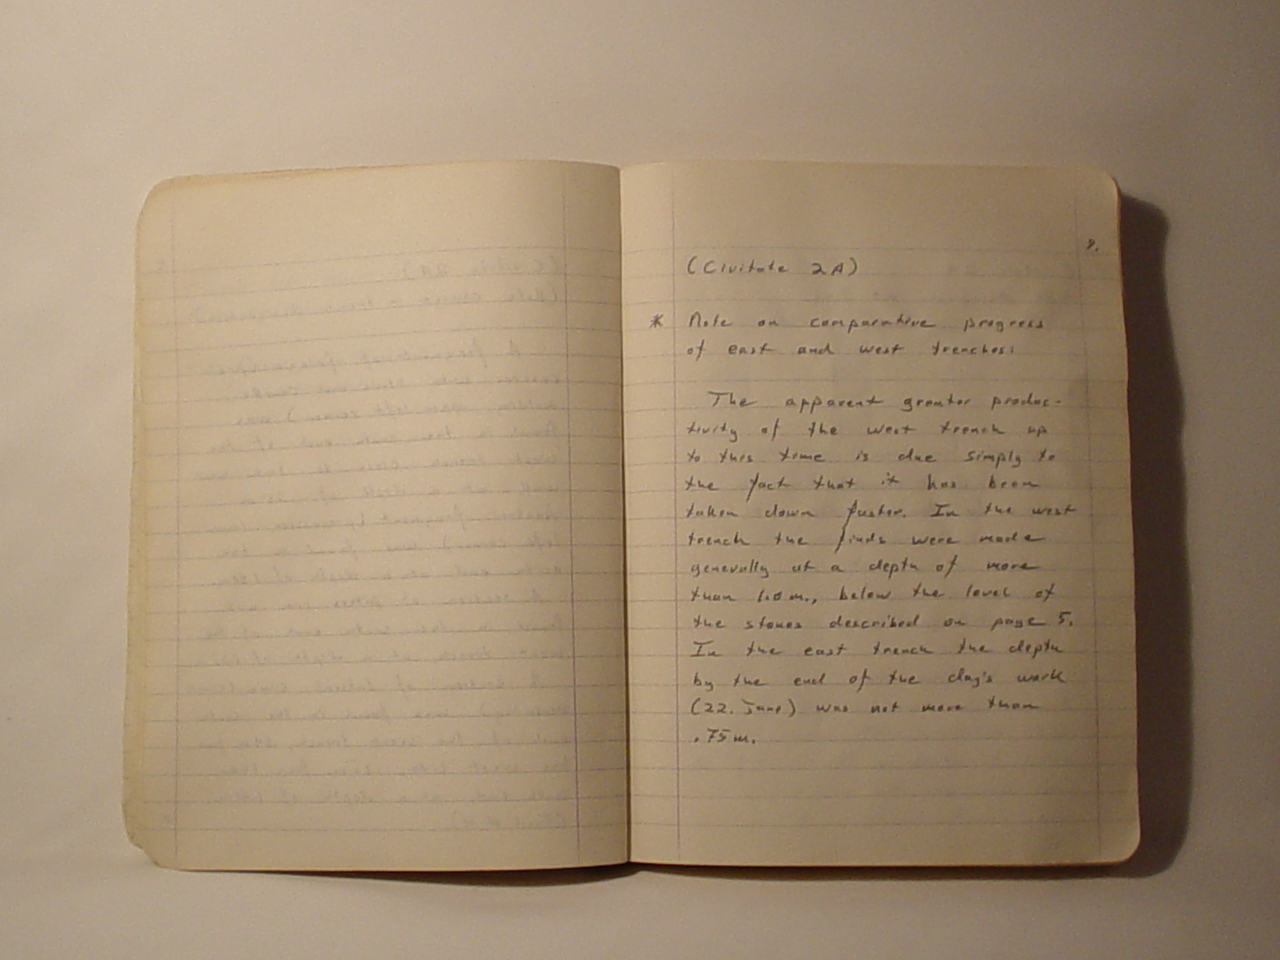 8.
(Civitate 2A)
* Note on comparative progress
of east and west trenches:
The apparent greater produc-
tivity of the west trench up
to this time is due simply to
the fact that it has been
taken down faster. In the west
trench the finds were made
generally at a depth of more
than 1.0 m., below the level of
the stones described on page 5.
In the east trench the depth
by the end of the day's work
(22. June) was not more than
.75 m.